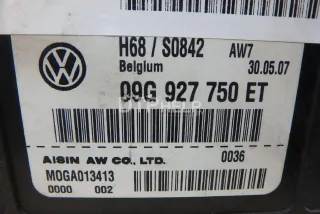 H68 / S0842 AW7
Belgium 30.05.07
09G 927 750 ET
AISIN AW CO., LTD. 0036
MOGA013413
0000 002